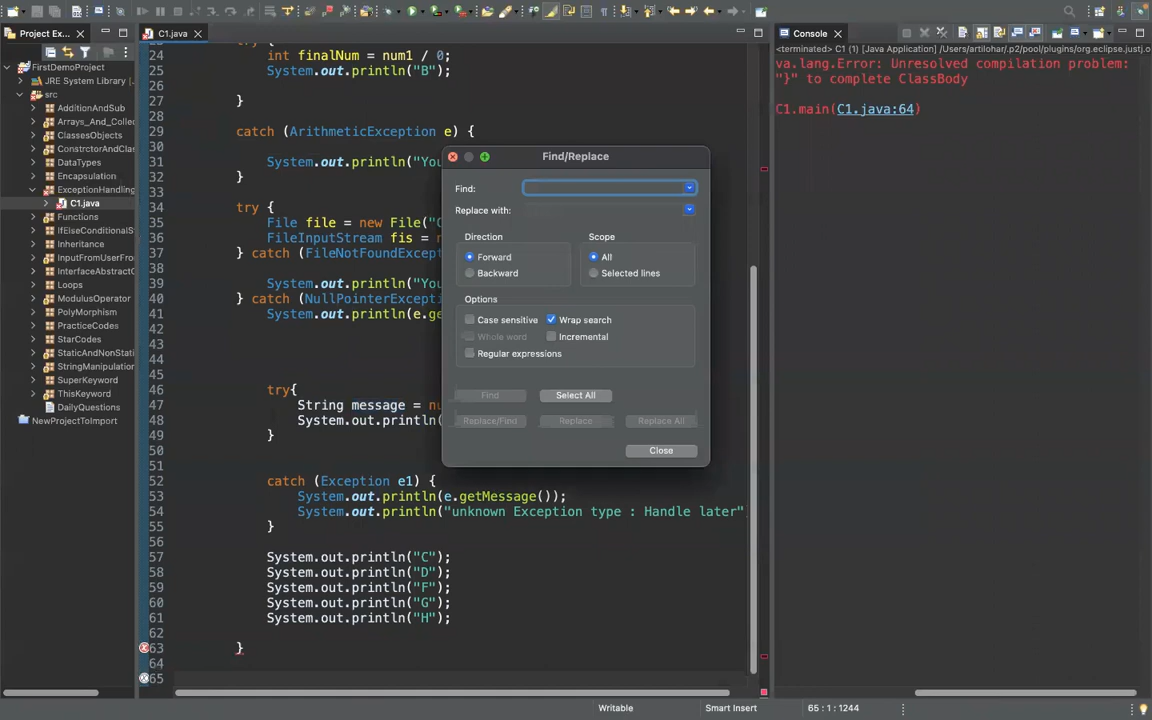 Project Ex...
C1.java
Console
FirstDemoProject
JRE System Library [
src
AdditionAndSub
Arrays_And_Collec
ClassesObjects
ConstrctorAndClas
DataTypes
Encapsulation
ExceptionHandling
C1.java
Functions
IfElseConditionalS
Inheritance
InputFromUserFro
InterfaceAbstractC
Loops
ModulusOperator
PolyMorphism
PracticeCodes
StarCodes
StaticAndNonStati
StringManipulation
SuperKeyword
ThisKeyword
DailyQuestions
NewProjectToImport
24 int finalNum = num1 / 0;
25 System.out.println("B");
26
27 }
28
29 catch (ArithmeticException e) {
30
31 System.out.println("You
32 }
33
34 try {
35 File file = new File("C
36 FileInputStream fis = n
37 } catch (FileNotFoundExcept
38
39 System.out.println("You
40 } catch (NullPointerExcepti
41 System.out.println(e.ge
42
43
44
45
46 try{
47 String message = nu
48 System.out.println(
49 }
50
51
52 catch (Exception e1) {
53 System.out.println(e.getMessage());
54 System.out.println("unknown Exception type : Handle later"
55 }
56
57 System.out.println("C");
58 System.out.println("D");
59 System.out.println("F");
60 System.out.println("G");
61 System.out.println("H");
62
63 }
64
65
Find/Replace
Find:
Replace with:
Direction
Scope
Forward
All
Backward
Selected lines
Options
Case sensitive
Wrap search
Whole word
Incremental
Regular expressions
Find
Select All
Replace/Find
Replace
Replace All
Close
<terminated> C1 (1) [Java Application] /Users/artilohar/.p2/pool/plugins/org.eclipse.justj.o
va.lang.Error: Unresolved compilation problem:
"}" to complete ClassBody
C1.main(C1.java:64)
Writable
Smart Insert
65 : 1 : 1244